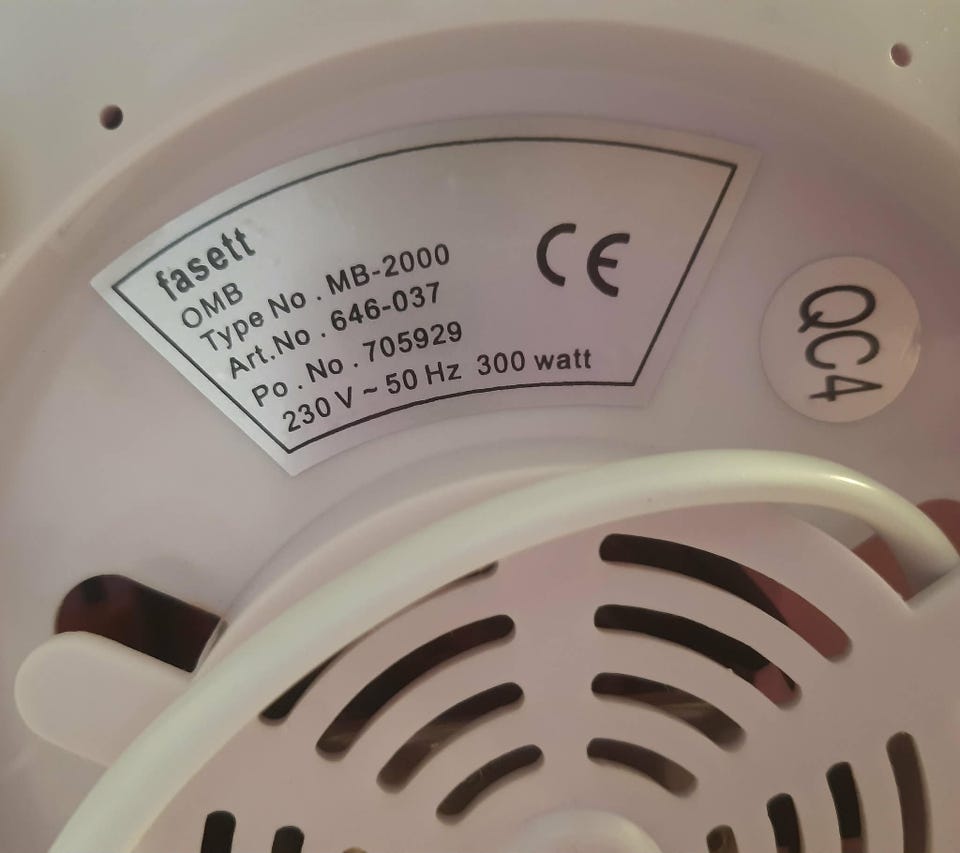 fasett
OMB
Type No . MB-2000
Art.No . 646-037
Po . No . 705929
230 V ~ 50 Hz 300 watt
CE
QC4